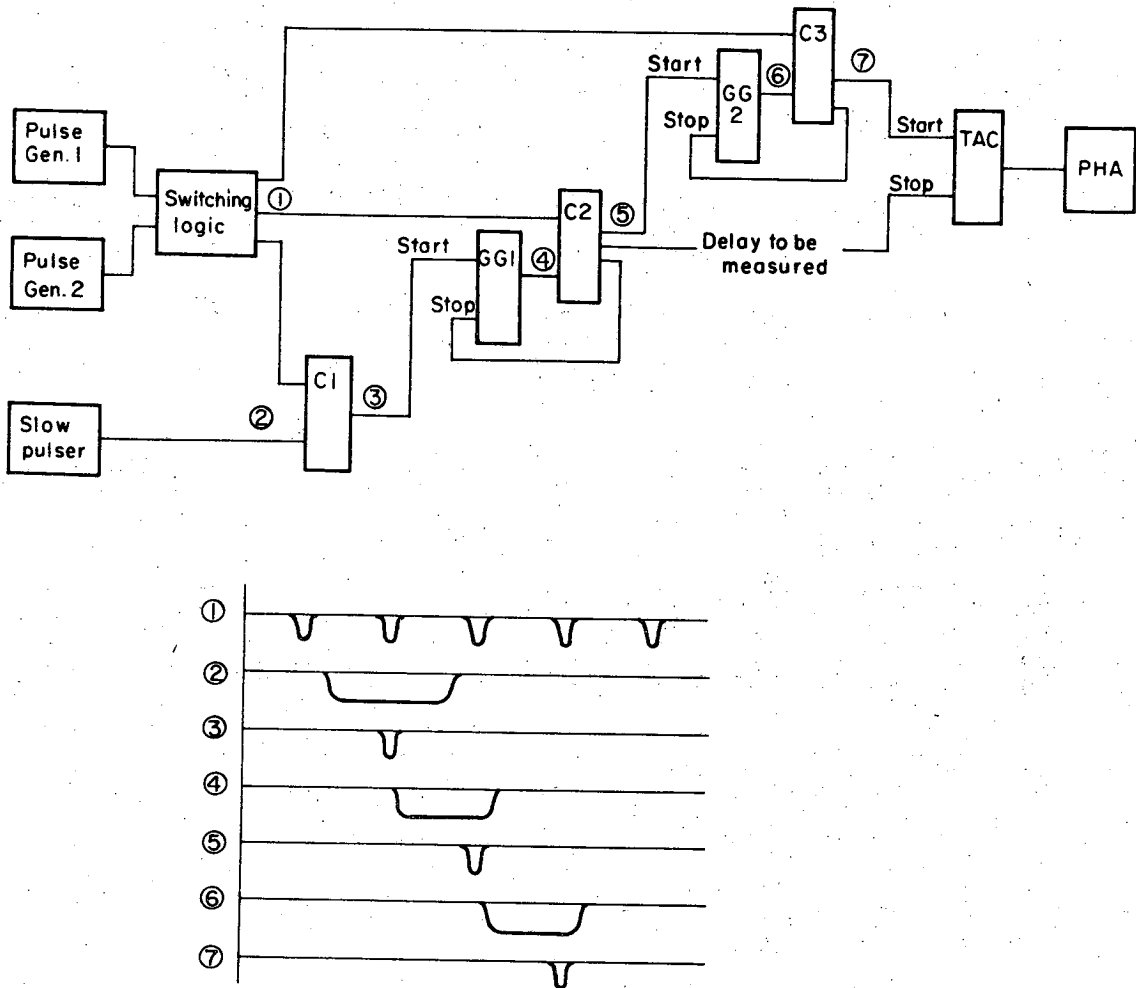 C3
⑦
Start
⑥
GG
2
Stop
Start
TAC
PHA
Stop
Pulse
Gen. 1
Switching
logic
①
C2
⑤
Delay to be
measured
Pulse
Gen. 2
Start
GG1
④
Stop
C1
③
②
Slow
pulser
①
②
③
④
⑤
⑥
⑦